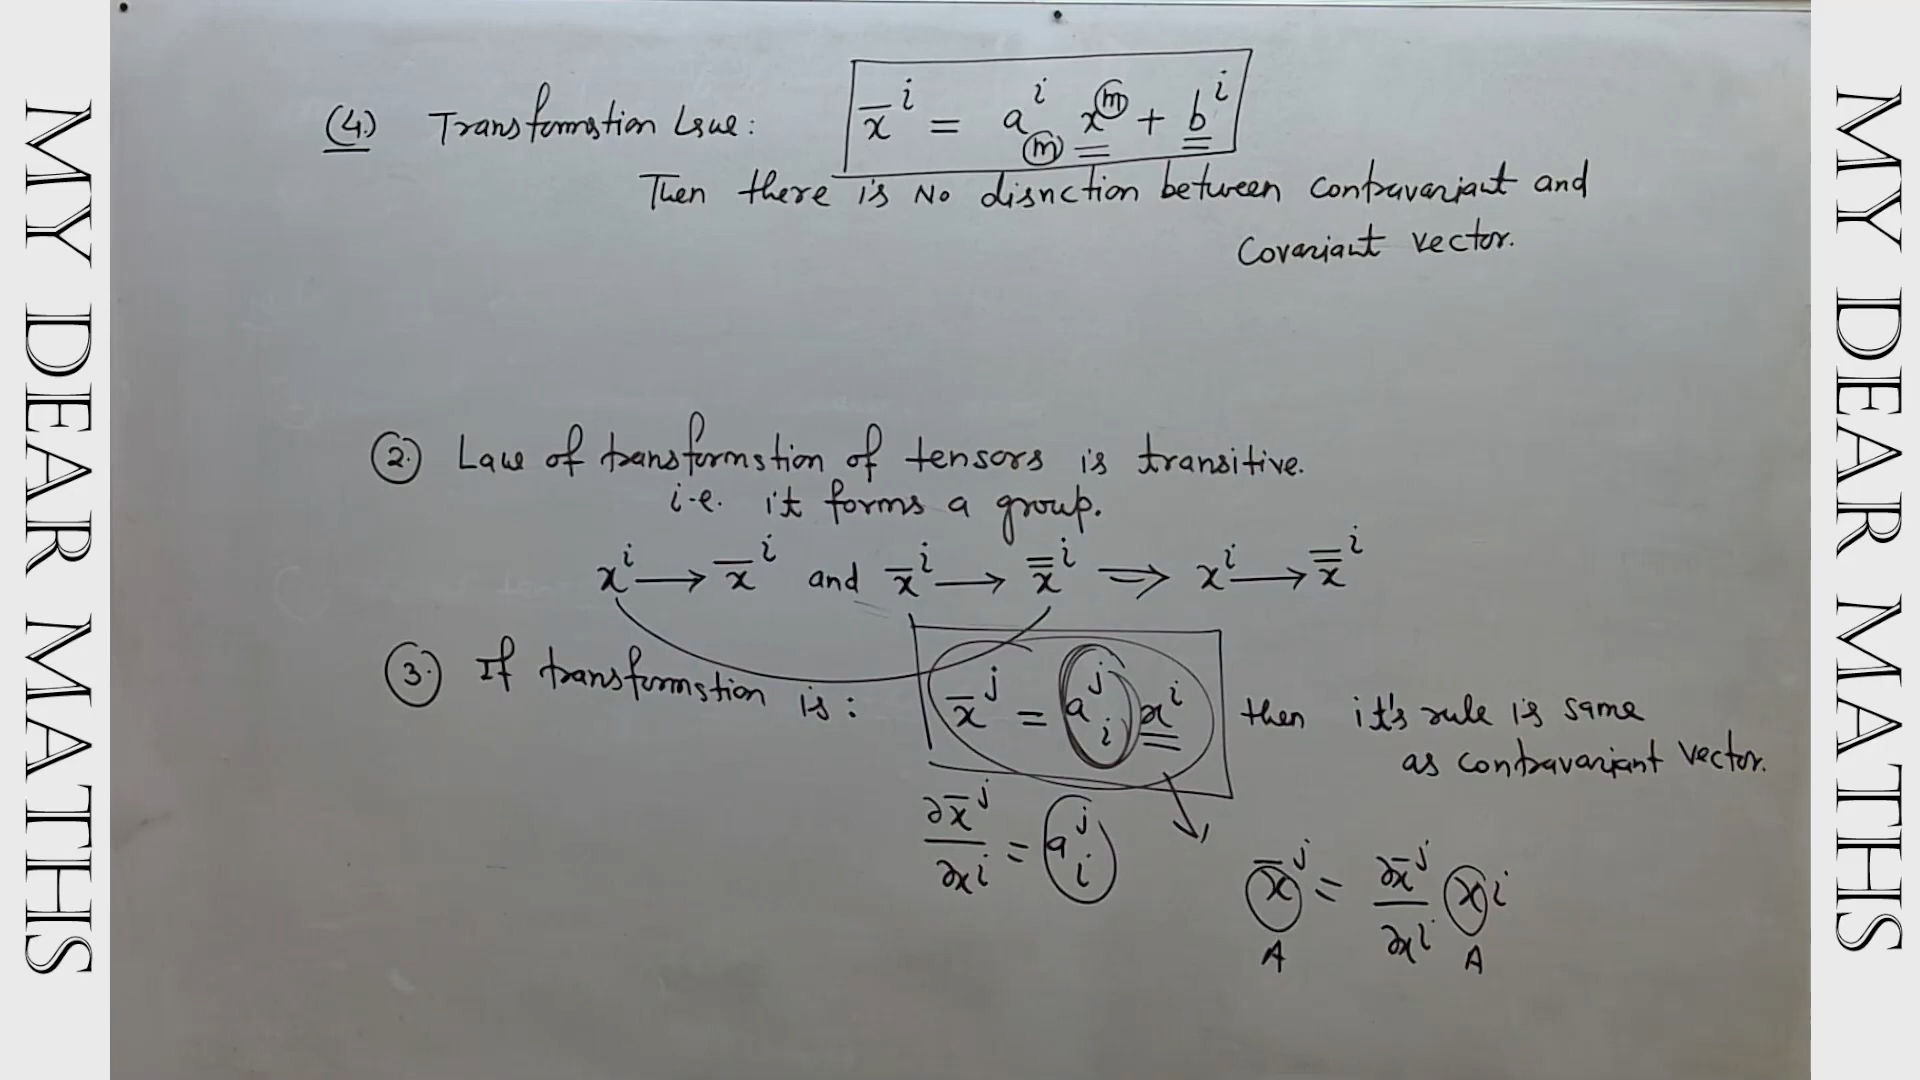 MY DEAR MATHS
(4.) Transformation Law: x̄^i = a^i_m x^m + b^i
Then there is No disnction between contravariant and
Covariant vector.
2. Law of transformation of tensors is transitive.
i.e. it forms a group.
x^i → x̄^i and x̄^i → x̿^i ⇒ x^i → x̿^i
3. If transformation is: x̄^j = a^j_i x^i then it's rule is same
as contravariant vector.
∂x̄^j/∂x^i = a^j_i
x̄^j = ∂x̄^j/∂x^i x^i
A A
MY DEAR MATHS